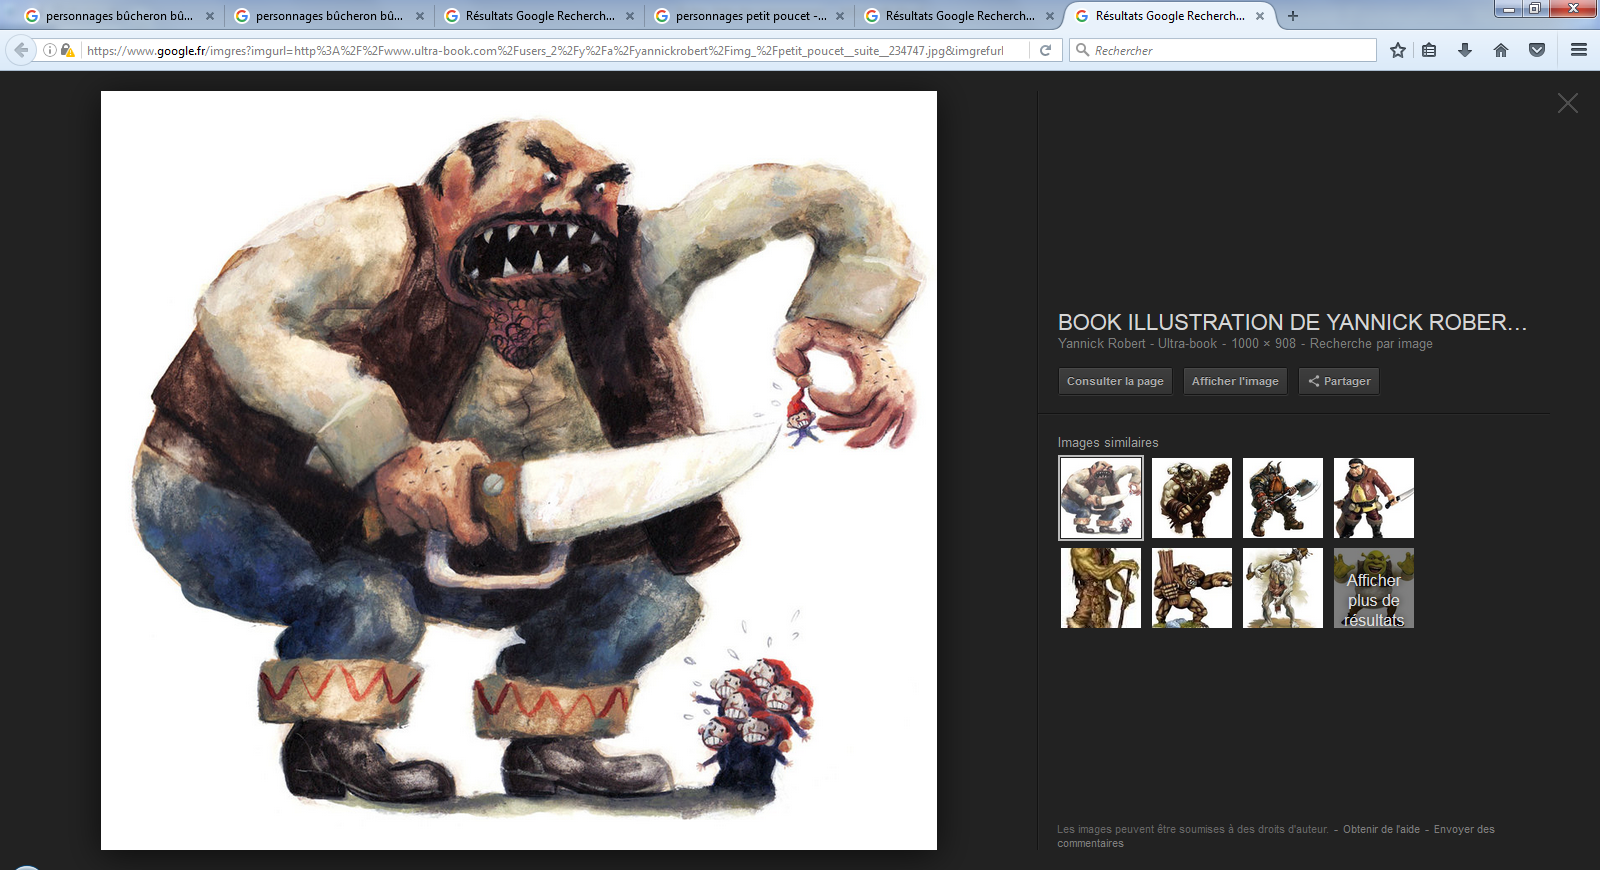 personnages bûcheron bû...
personnages bûcheron bû...
Résultats Google Recherch...
personnages petit poucet -...
Résultats Google Recherch...
Résultats Google Recherch...
https://www.google.fr/imgres?imgurl=http%3A%2F%2Fwww.ultra-book.com%2Fusers_2%2Fy%2Fa%2Fyannickrobert%2Fimg_%2Fpetit_poucet__suite__234747.jpg&imgrefurl
Rechercher
BOOK ILLUSTRATION DE YANNICK ROBER...
Yannick Robert - Ultra-book - 1000 × 908 - Recherche par image
Consulter la page
Afficher l'image
Partager
Images similaires
Afficher
plus de
résultats
Les images peuvent être soumises à des droits d'auteur. - Obtenir de l'aide - Envoyer des
commentaires